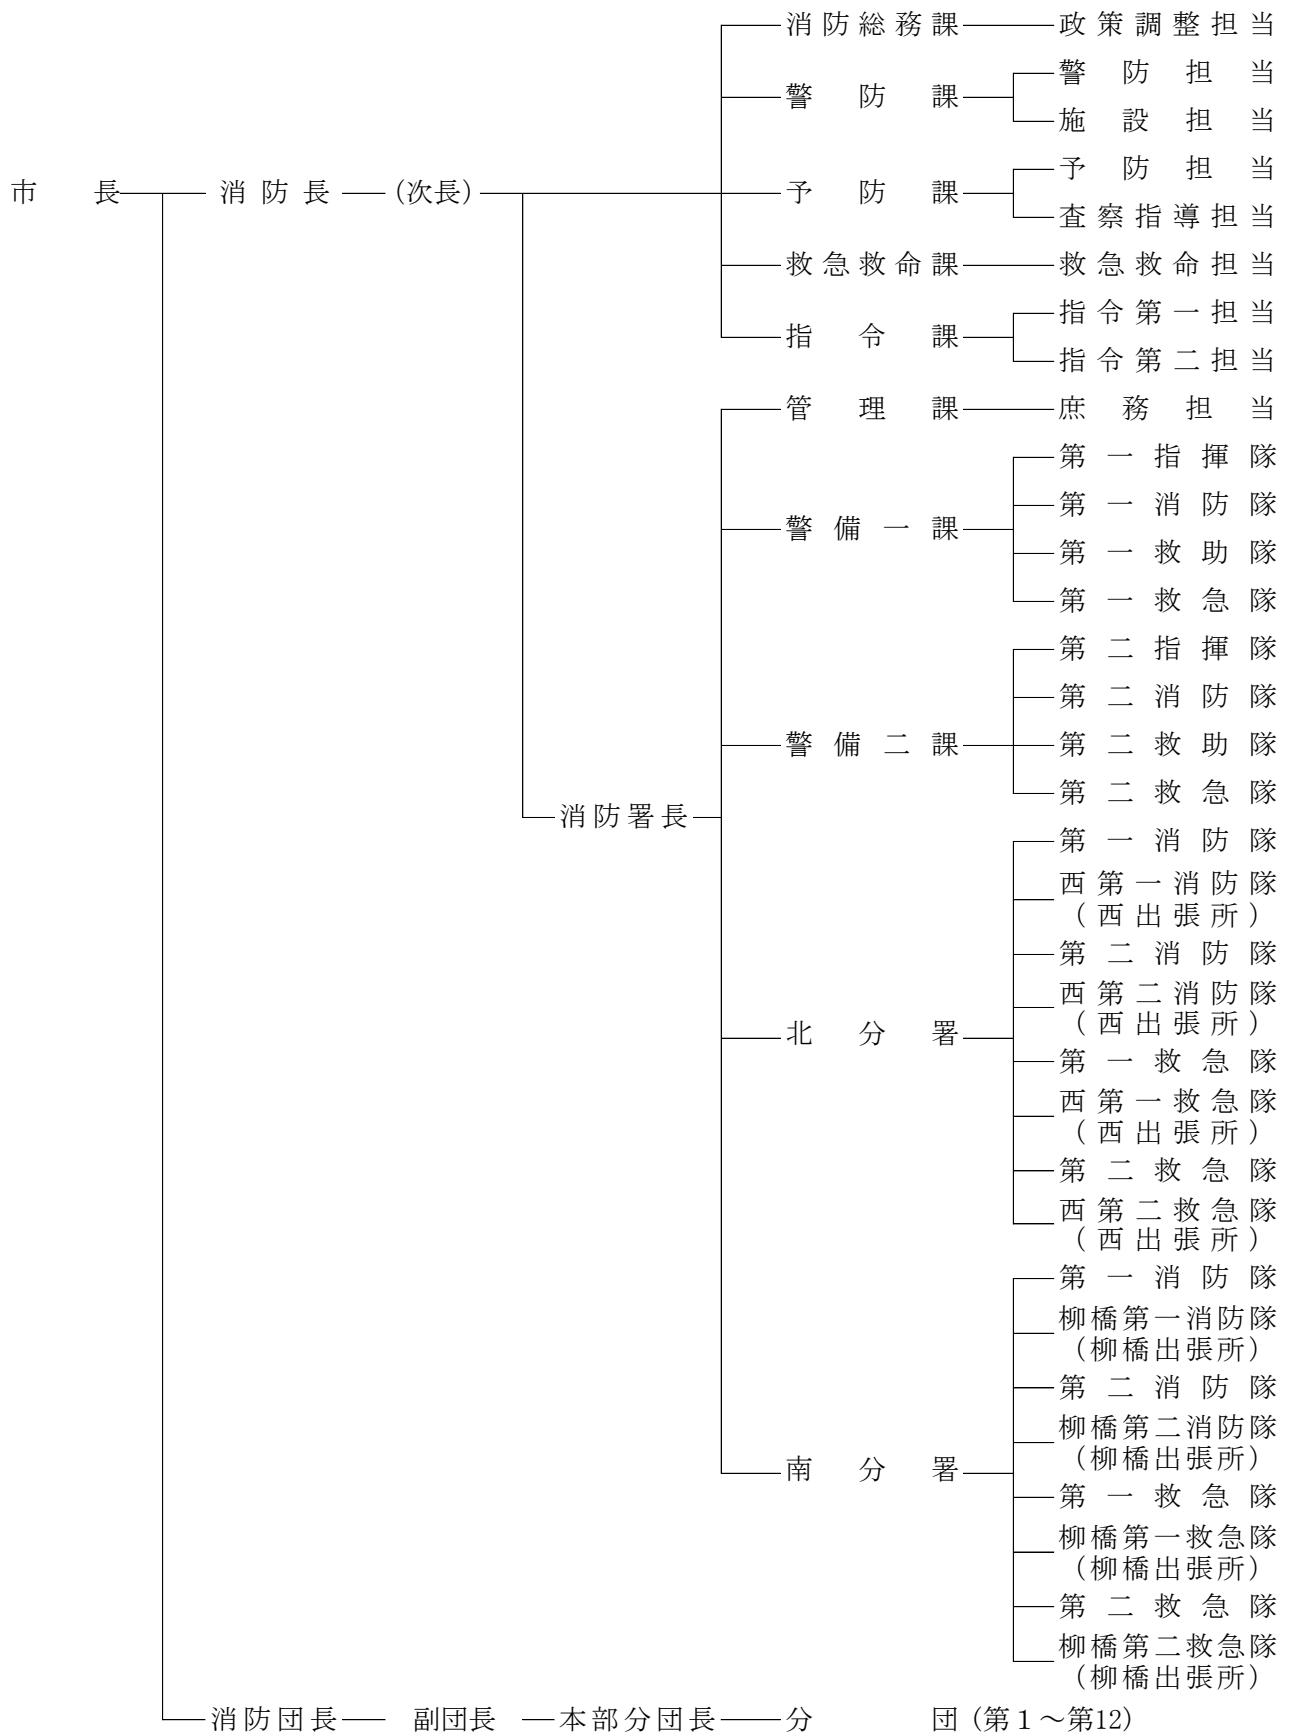 消防総務課 政策調整担当
警防担当
警防課
施設担当
予防担当
市長 消防長 (次長) 予防課
査察指導担当
救急救命課 救急救命担当
指令第一担当
指令課
指令第二担当
管理課 庶務担当
第一指揮隊
第一消防隊
警備一課
第一救助隊
第一救急隊
第二指揮隊
第二消防隊
警備二課 第二救助隊
第二救急隊
消防署長
第一消防隊
西第一消防隊
(西出張所)
第二消防隊
西第二消防隊
(西出張所)
北分署
第一救急隊
西第一救急隊
(西出張所)
第二救急隊
西第二救急隊
(西出張所)
第一消防隊
柳橋第一消防隊
(柳橋出張所)
第二消防隊
柳橋第二消防隊
(柳橋出張所)
南分署
第一救急隊
柳橋第一救急隊
(柳橋出張所)
第二救急隊
柳橋第二救急隊
(柳橋出張所)
消防団長 副団長 本部分団長 分団(第1～第12)